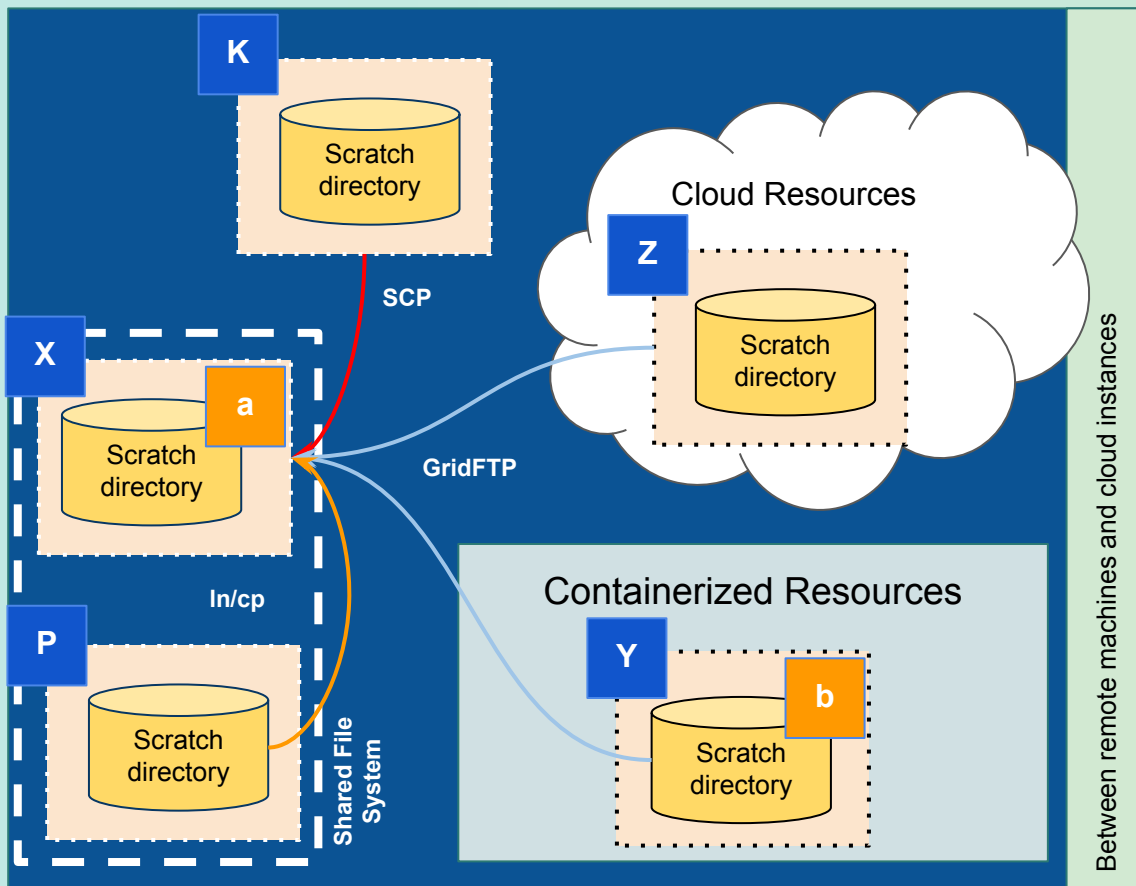 K
Scratch
directory
SCP
Cloud Resources
Z
Scratch
directory
X
a
Scratch
directory
GridFTP
ln/cp
P
Scratch
directory
Shared File
System
Containerized Resources
Y
b
Scratch
directory
Between remote machines and cloud instances